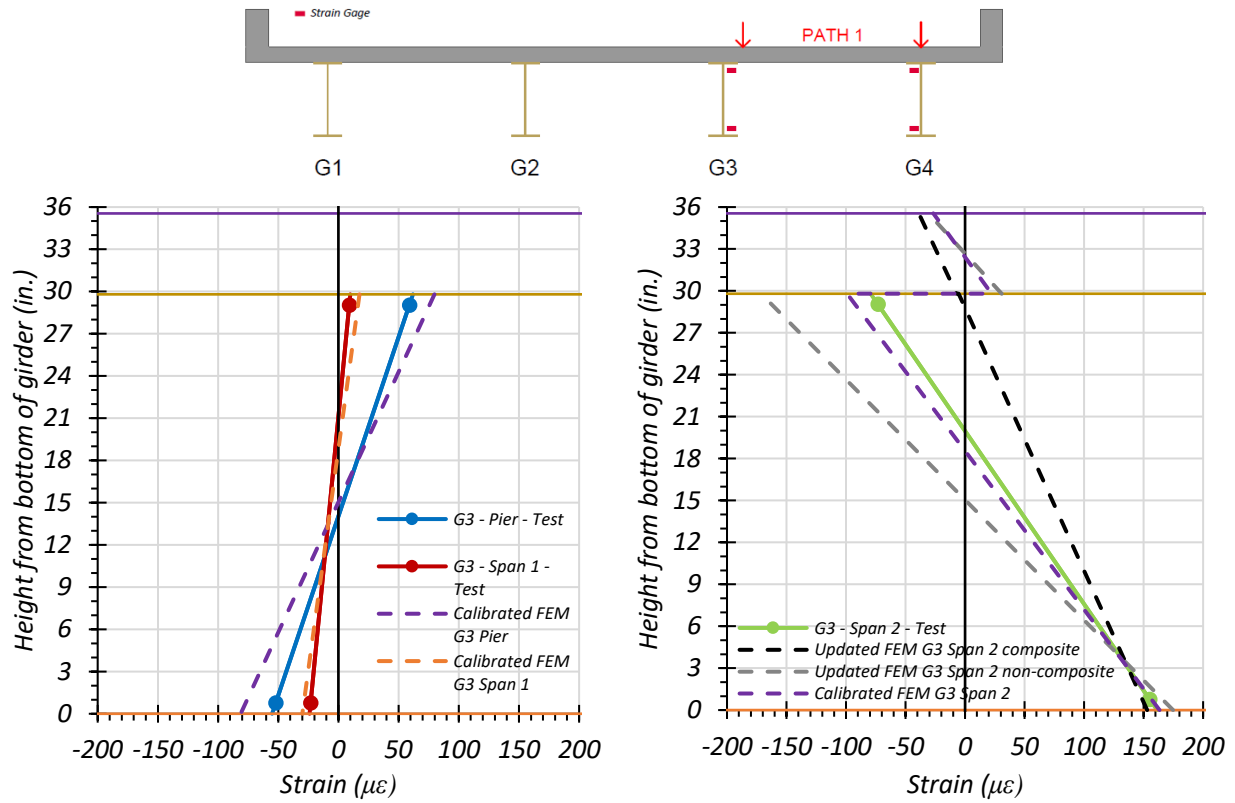 Strain Gage
PATH 1
G1 G2 G3 G4
Height from bottom of girder (in.)
36
33
30
27
24
21
18
15
12
9
6
3
0
-200 -150 -100 -50 0 50 100 150 200
Strain (με)
G3 - Pier - Test
G3 - Span 1 -
Test
Calibrated FEM
G3 Pier
Calibrated FEM
G3 Span 1
Height from bottom of girder (in.)
36
33
30
27
24
21
18
15
12
9
6
3
0
-200 -150 -100 -50 0 50 100 150 200
Strain (με)
G3 - Span 2 - Test
Updated FEM G3 Span 2 composite
Updated FEM G3 Span 2 non-composite
Calibrated FEM G3 Span 2